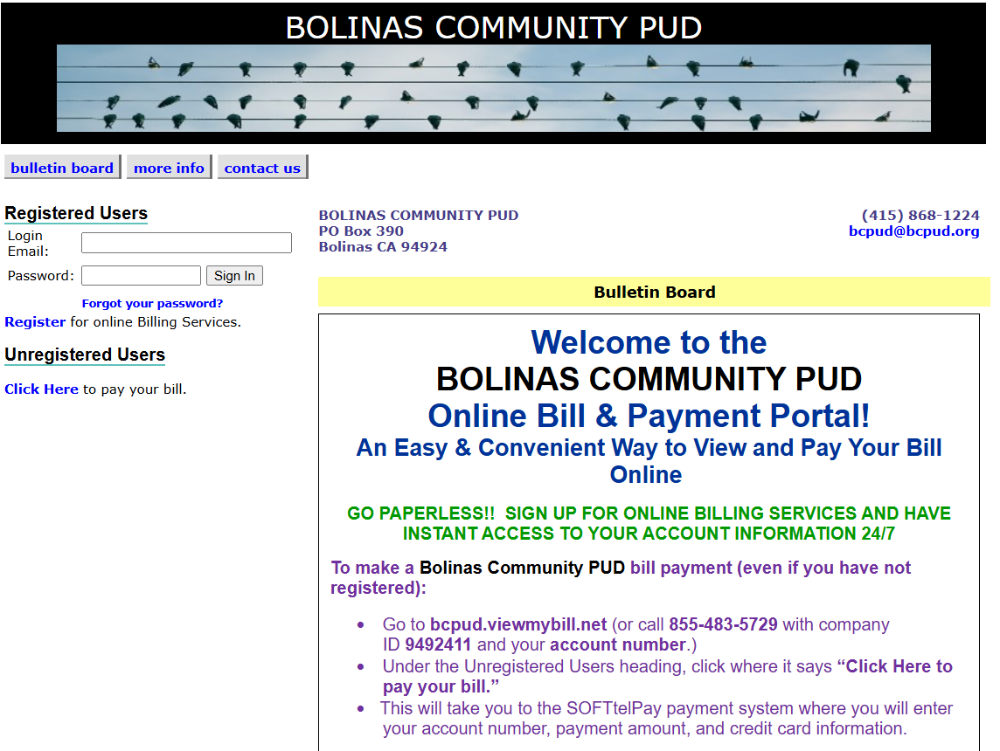 BOLINAS COMMUNITY PUD
bulletin board
more info
contact us
Registered Users
Login
Email:
Password:
Sign In
Forgot your password?
Register for online Billing Services.
Unregistered Users
Click Here to pay your bill.
BOLINAS COMMUNITY PUD
PO Box 390
Bolinas CA 94924
(415) 868-1224
bcpud@bcpud.org
Bulletin Board
Welcome to the
BOLINAS COMMUNITY PUD
Online Bill & Payment Portal!
An Easy & Convenient Way to View and Pay Your Bill
Online
GO PAPERLESS!!  SIGN UP FOR ONLINE BILLING SERVICES AND HAVE
INSTANT ACCESS TO YOUR ACCOUNT INFORMATION 24/7
To make a Bolinas Community PUD bill payment (even if you have not
registered):
• Go to bcpud.viewmybill.net (or call 855-483-5729 with company
ID 9492411 and your account number.)
• Under the Unregistered Users heading, click where it says “Click Here to
pay your bill.”
• This will take you to the SOFTtelPay payment system where you will enter
your account number, payment amount, and credit card information.